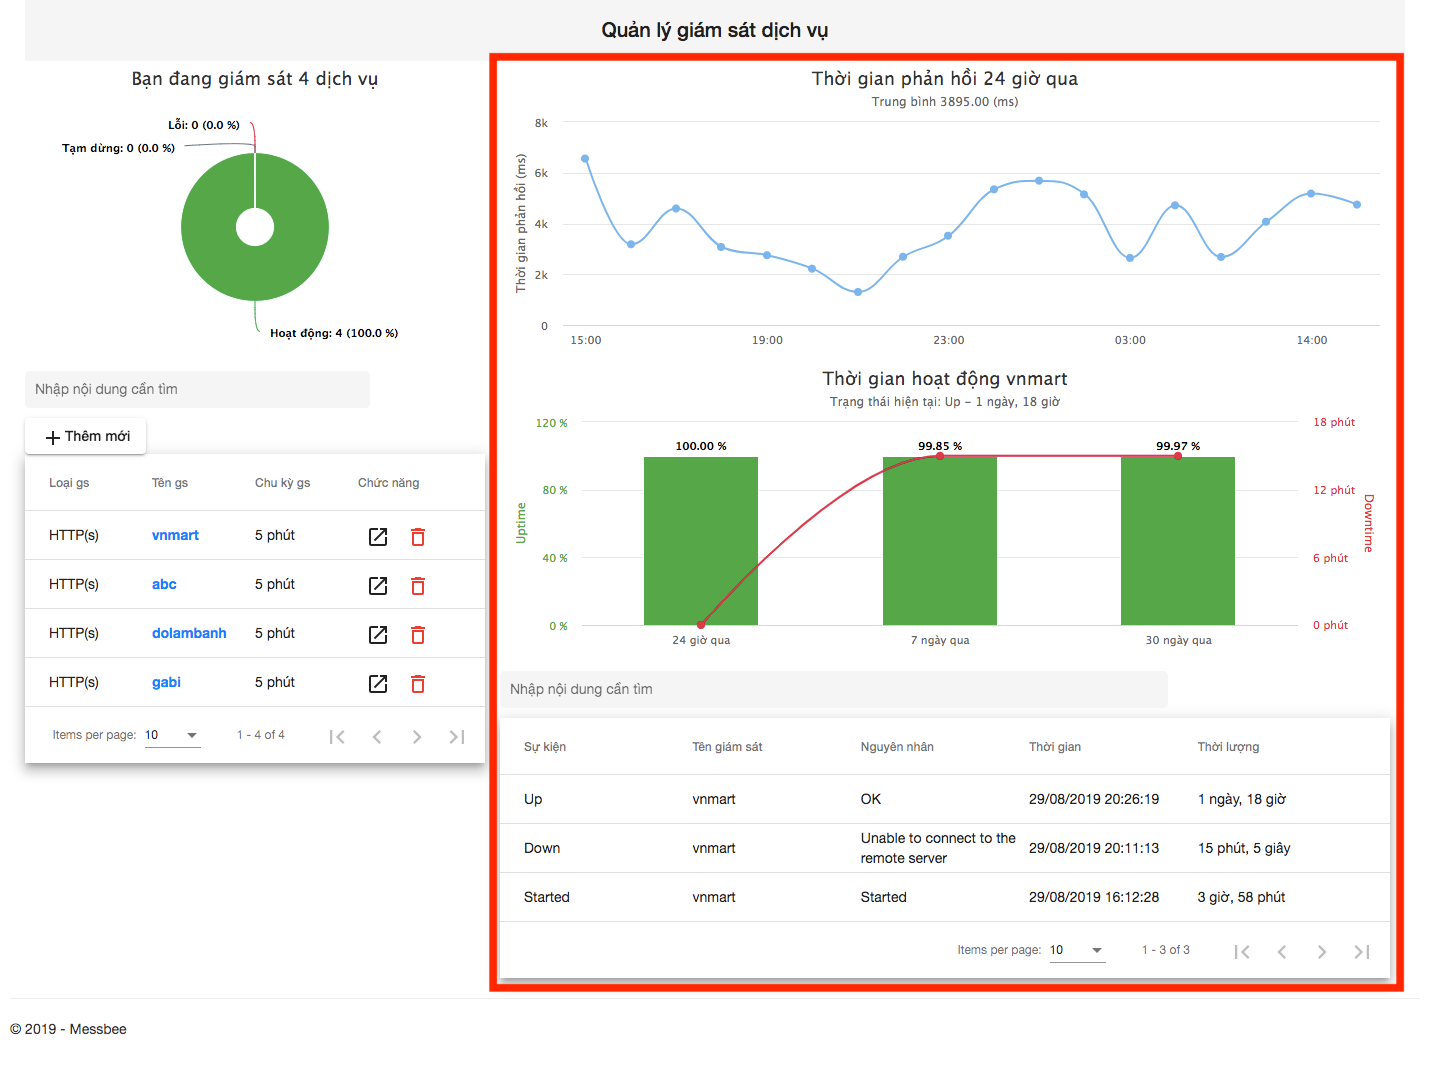 Quản lý giám sát dịch vụ
Bạn đang giám sát 4 dịch vụ
Lỗi: 0 (0.0 %)
Tạm dừng: 0 (0.0 %)
Hoạt động: 4 (100.0 %)
Nhập nội dung cần tìm
Thêm mới
Loại gs Tên gs Chu kỳ gs Chức năng
HTTP(s) vnmart 5 phút
HTTP(s) abc 5 phút
HTTP(s) dolambanh 5 phút
HTTP(s) gabi 5 phút
Items per page: 10 1 - 4 of 4
Thời gian phản hồi 24 giờ qua
Trung bình 3895.00 (ms)
Thời gian phản hồi (ms)
8k
6k
4k
2k
0
15:00 19:00 23:00 03:00 14:00
Thời gian hoạt động vnmart
Trạng thái hiện tại: Up – 1 ngày, 18 giờ
Uptime
120 %
80 %
40 %
0 %
100.00 % 99.85 % 99.97 %
18 phút
12 phút
6 phút
0 phút
Downtime
24 giờ qua 7 ngày qua 30 ngày qua
Nhập nội dung cần tìm
Sự kiện Tên giám sát Nguyên nhân Thời gian Thời lượng
Up vnmart OK 29/08/2019 20:26:19 1 ngày, 18 giờ
Down vnmart Unable to connect to the remote server 29/08/2019 20:11:13 15 phút, 5 giây
Started vnmart Started 29/08/2019 16:12:28 3 giờ, 58 phút
Items per page: 10 1 - 3 of 3
© 2019 - Messbee